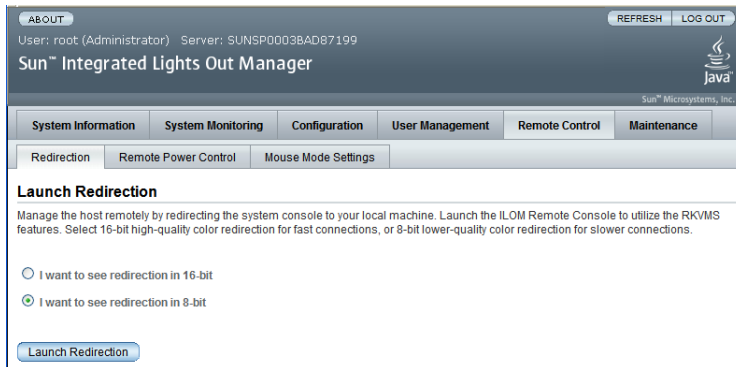 ABOUT
REFRESH LOG OUT
User: root (Administrator) Server: SUNSP0003BAD87199
Sun™ Integrated Lights Out Manager
Java™
Sun™ Microsystems, Inc.
System Information System Monitoring Configuration User Management Remote Control Maintenance
Redirection Remote Power Control Mouse Mode Settings
Launch Redirection
Manage the host remotely by redirecting the system console to your local machine. Launch the ILOM Remote Console to utilize the RKVMS
features. Select 16-bit high-quality color redirection for fast connections, or 8-bit lower-quality color redirection for slower connections.
I want to see redirection in 16-bit
I want to see redirection in 8-bit
Launch Redirection